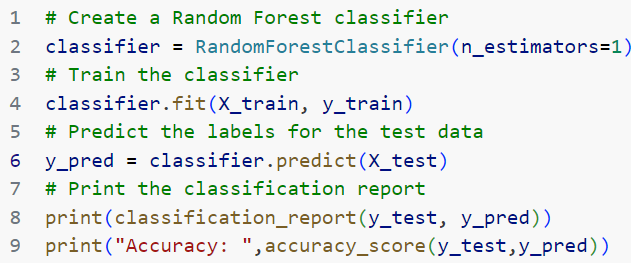 1 # Create a Random Forest classifier
2 classifier = RandomForestClassifier(n_estimators=1)
3 # Train the classifier
4 classifier.fit(X_train, y_train)
5 # Predict the labels for the test data
6 y_pred = classifier.predict(X_test)
7 # Print the classification report
8 print(classification_report(y_test, y_pred))
9 print("Accuracy: ",accuracy_score(y_test,y_pred))